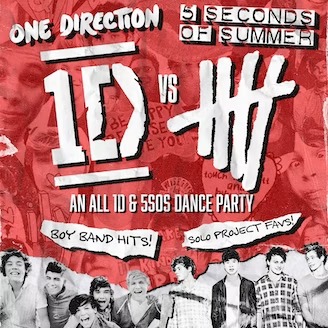 ONE DIRECTION
5 SECONDS
OF SUMMER
1D VS
AN ALL 1D & 5SOS DANCE PARTY
BOY BAND HITS!
SOLO PROJECT FAVS!